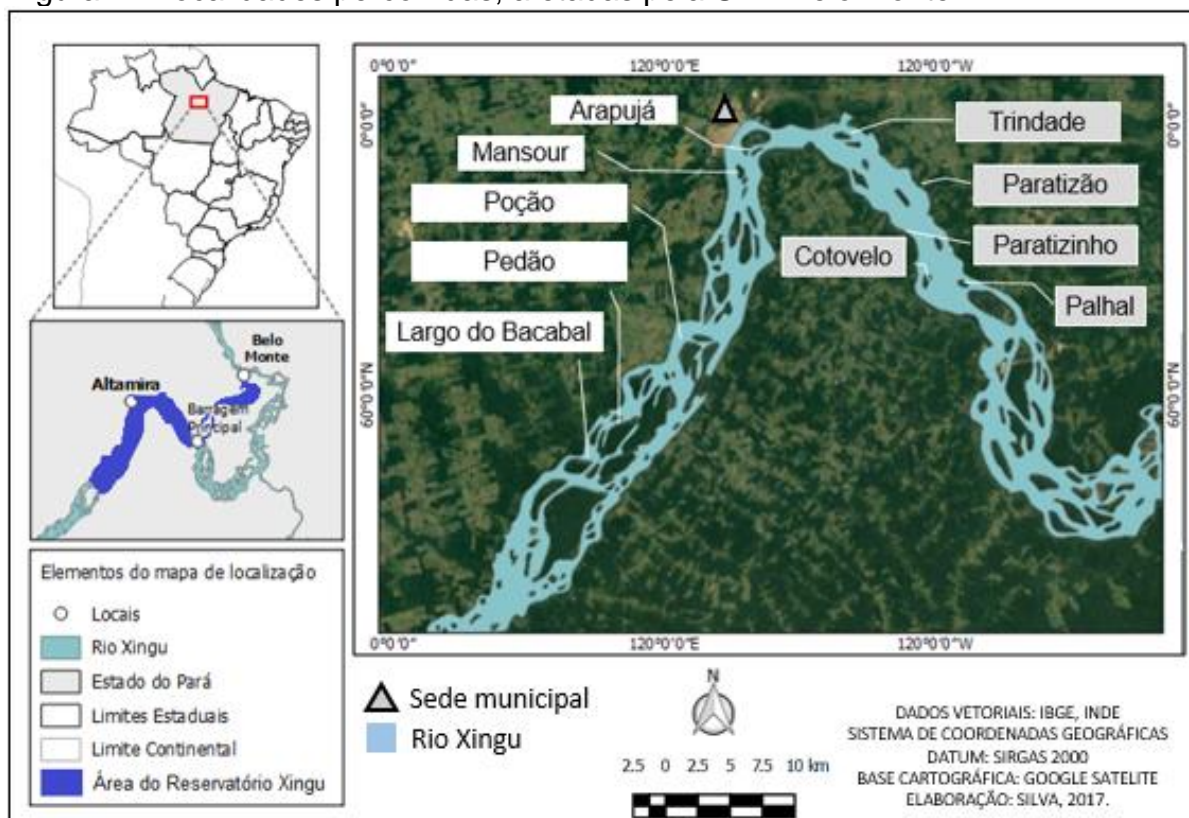 percorridas, afetadas pela
0°0'0"
120°0'0"E
120°0'0"W
0°0'0"
60°0'0"N
Arapujá
Mansour
Poção
Pedão
Largo do Bacabal
Trindade
Paratizão
Paratizinho
Cotovelo
Palhal
0°0'0"
60°0'0"N
0°0'0"
120°0'0"E
120°0'0"W
Belo
Monte
Altamira
Barragem
Principal
Elementos do mapa de localização
Locais
Rio Xingu
Estado do Pará
Limites Estaduais
Limite Continental
Área do Reservatório Xingu
Sede municipal
Rio Xingu
N
2.5 0 2.5 5 7.5 10 km
DADOS VETORIAIS: IBGE, INDE
SISTEMA DE COORDENADAS GEOGRÁFICAS
DATUM: SIRGAS 2000
BASE CARTOGRÁFICA: GOOGLE SATELITE
ELABORAÇÃO: SILVA, 2017.